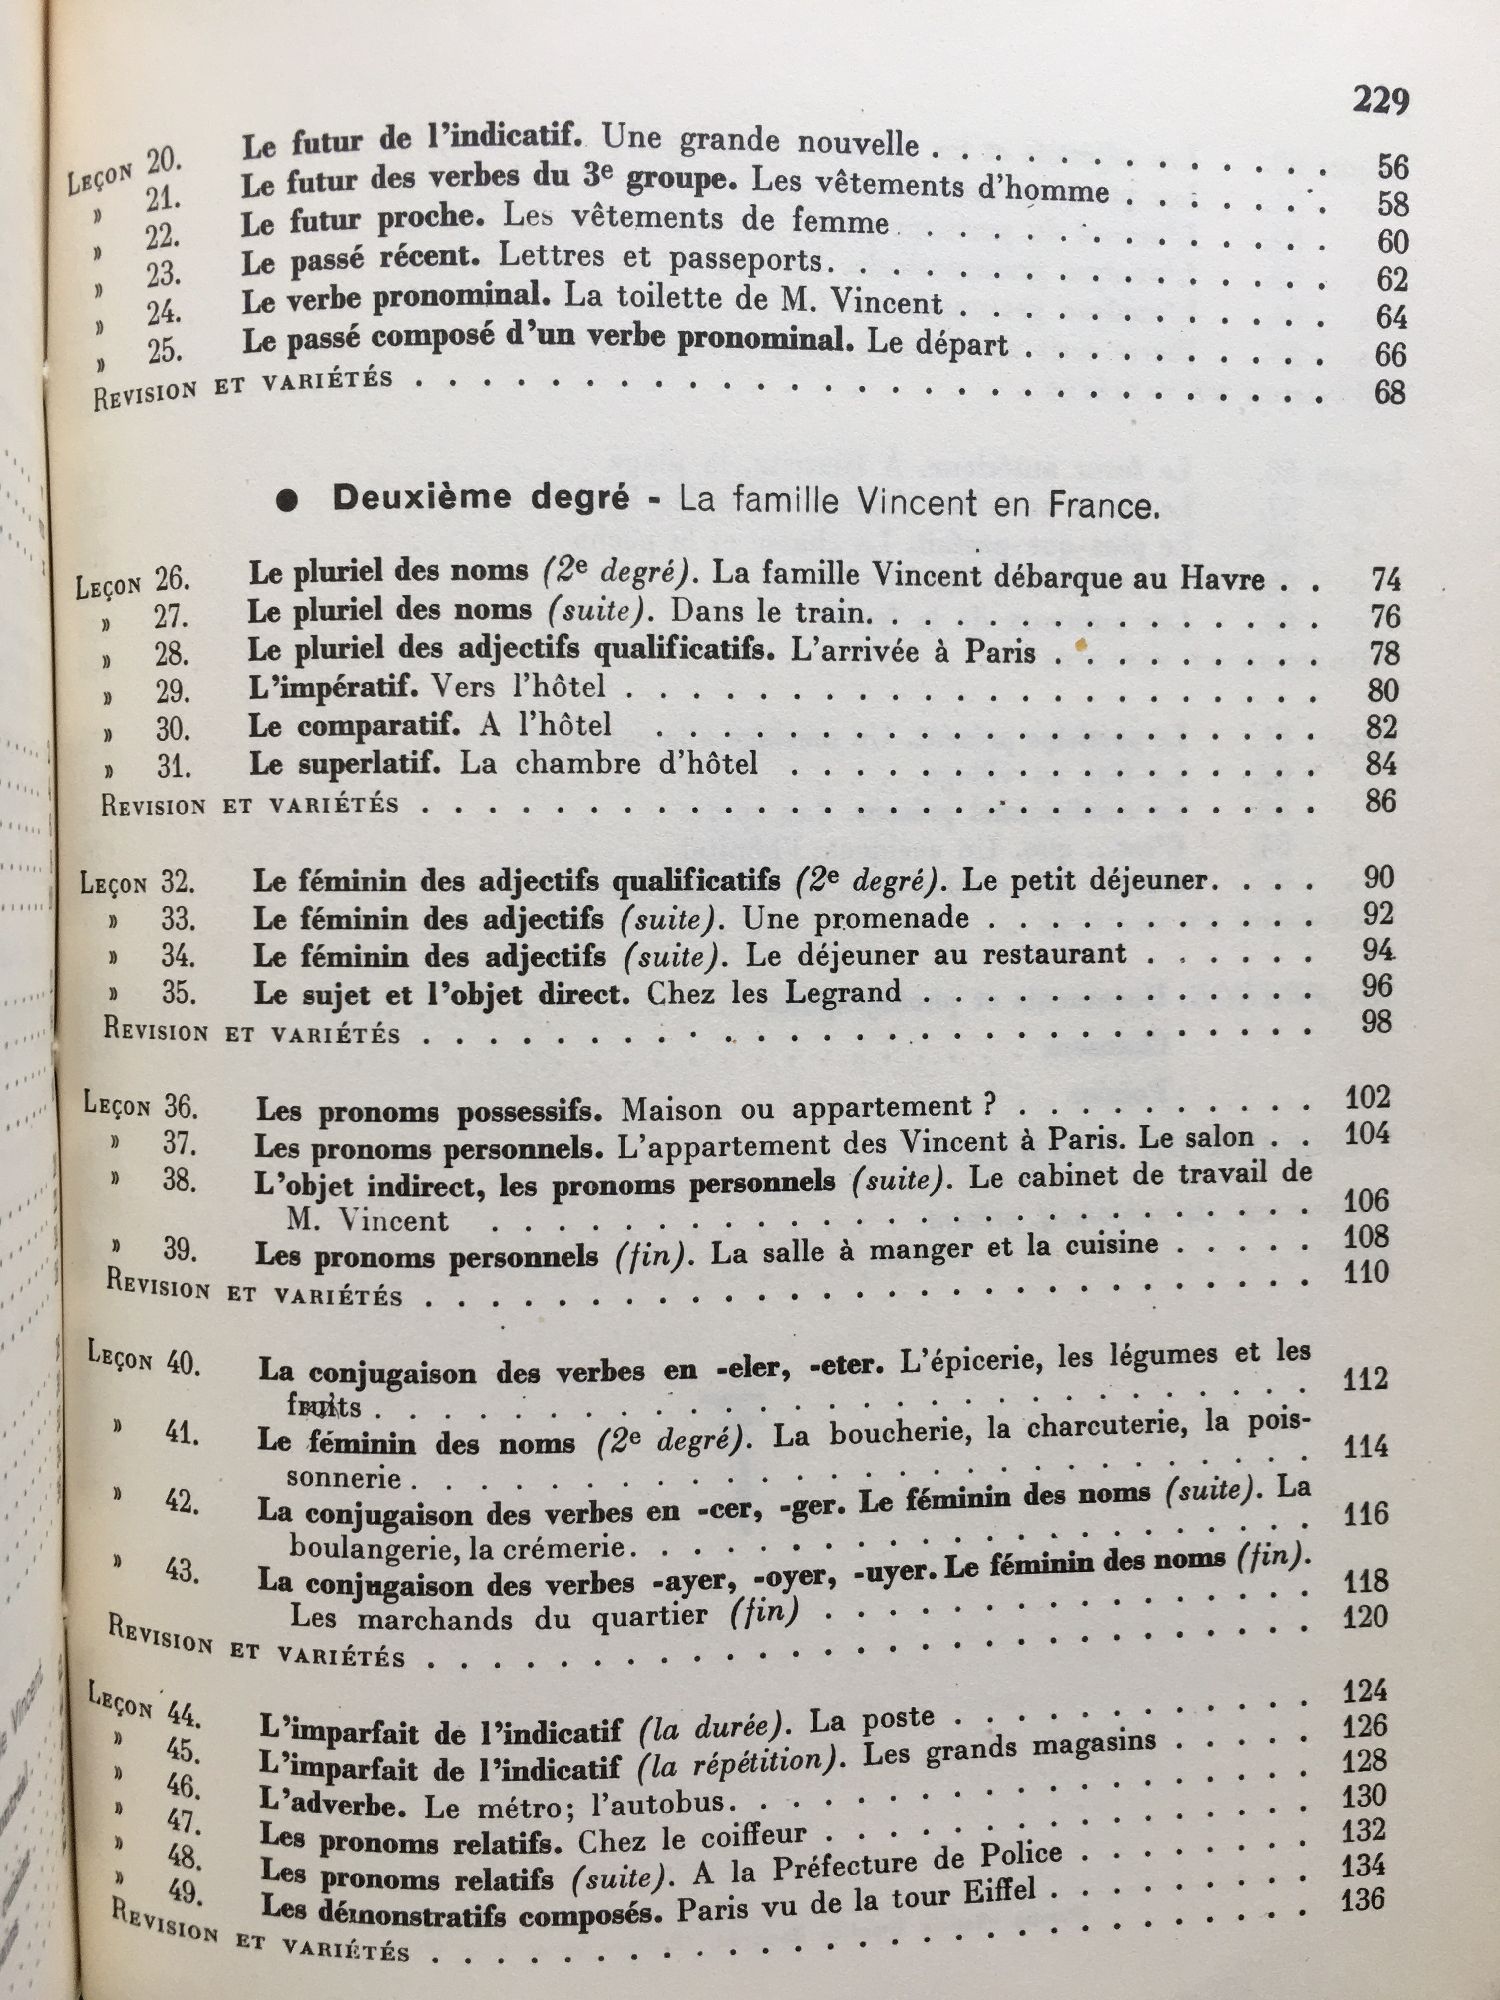 229
Leçon 20. Le futur de l'indicatif. Une grande nouvelle . . . . . . . . . . . . 56
» 21. Le futur des verbes du 3e groupe. Les vêtements d'homme . . . . . . . 58
» 22. Le futur proche. Les vêtements de femme . . . . . . . . . . . . . 60
» 23. Le passé récent. Lettres et passeports. . . . . . . . . . . . . . . 62
» 24. Le verbe pronominal. La toilette de M. Vincent . . . . . . . . . . . . 64
» 25. Le passé composé d'un verbe pronominal. Le départ . . . . . . . . . . 66
Revision et variétés . . . . . . . . . . . . . . . . . . . . . . . . . . . . 68
● Deuxième degré - La famille Vincent en France.
Leçon 26. Le pluriel des noms (2e degré). La famille Vincent débarque au Havre . . 74
» 27. Le pluriel des noms (suite). Dans le train. . . . . . . . . . . . . . . 76
» 28. Le pluriel des adjectifs qualificatifs. L'arrivée à Paris . . . . . . . . . 78
» 29. L'impératif. Vers l'hôtel . . . . . . . . . . . . . . . . . . . . . 80
» 30. Le comparatif. A l'hôtel . . . . . . . . . . . . . . . . . . . . 82
» 31. Le superlatif. La chambre d'hôtel . . . . . . . . . . . . . . . . 84
Revision et variétés . . . . . . . . . . . . . . . . . . . . . . . . . . . 86
Leçon 32. Le féminin des adjectifs qualificatifs (2e degré). Le petit déjeuner. . . . 90
» 33. Le féminin des adjectifs (suite). Une promenade . . . . . . . . . . . 92
» 34. Le féminin des adjectifs (suite). Le déjeuner au restaurant . . . . . . 94
» 35. Le sujet et l'objet direct. Chez les Legrand . . . . . . . . . . . . . 96
Revision et variétés . . . . . . . . . . . . . . . . . . . . . . . . . . . 98
Leçon 36. Les pronoms possessifs. Maison ou appartement ? . . . . . . . . . . 102
» 37. Les pronoms personnels. L'appartement des Vincent à Paris. Le salon . . 104
» 38. L'objet indirect, les pronoms personnels (suite). Le cabinet de travail de
M. Vincent . . . . . . . . . . . . . . . . . . . . . . . . . 106
» 39. Les pronoms personnels (fin). La salle à manger et la cuisine . . . . . 108
Revision et variétés . . . . . . . . . . . . . . . . . . . . . . . . . . . 110
Leçon 40. La conjugaison des verbes en -eler, -eter. L'épicerie, les légumes et les
fruits . . . . . . . . . . . . . . . . . . . . . . . . . . . . 112
» 41. Le féminin des noms (2e degré). La boucherie, la charcuterie, la pois-
sonnerie . . . . . . . . . . . . . . . . . . . . . . . . . . . 114
» 42. La conjugaison des verbes en -cer, -ger. Le féminin des noms (suite). La
boulangerie, la crémerie. . . . . . . . . . . . . . . . . . . . . 116
» 43. La conjugaison des verbes -ayer, -oyer, -uyer. Le féminin des noms (fin).
Les marchands du quartier (fin) . . . . . . . . . . . . . . . 118
Revision et variétés . . . . . . . . . . . . . . . . . . . . . . . . . . . 120
Leçon 44. L'imparfait de l'indicatif (la durée). La poste . . . . . . . . . . . 124
» 45. L'imparfait de l'indicatif (la répétition). Les grands magasins . . . . . 126
» 46. L'adverbe. Le métro; l'autobus. . . . . . . . . . . . . . . . . . 128
» 47. Les pronoms relatifs. Chez le coiffeur . . . . . . . . . . . . . . . 130
» 48. Les pronoms relatifs (suite). A la Préfecture de Police . . . . . . . 132
» 49. Les démonstratifs composés. Paris vu de la tour Eiffel . . . . . . . . 134
Revision et variétés . . . . . . . . . . . . . . . . . . . . . . . . . . . 136